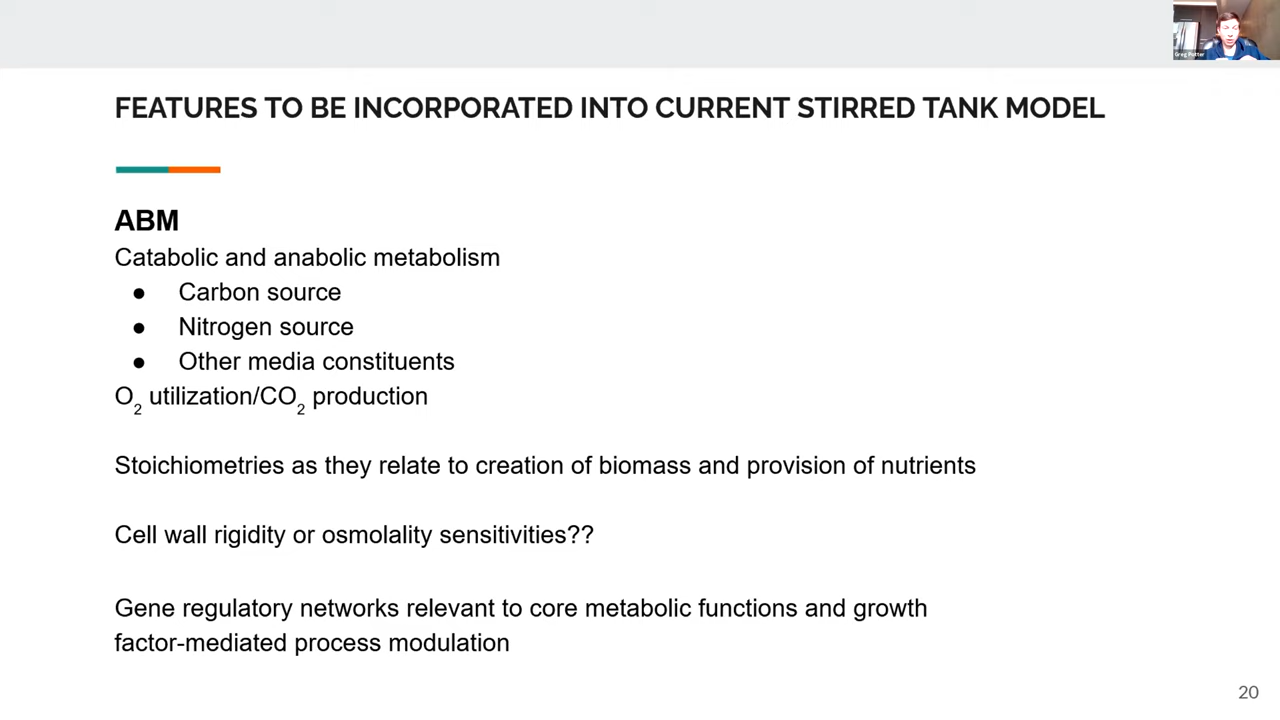 Greg Potter
FEATURES TO BE INCORPORATED INTO CURRENT STIRRED TANK MODEL
ABM
Catabolic and anabolic metabolism
● Carbon source
● Nitrogen source
● Other media constituents
O₂ utilization/CO₂ production
Stoichiometries as they relate to creation of biomass and provision of nutrients
Cell wall rigidity or osmolality sensitivities??
Gene regulatory networks relevant to core metabolic functions and growth
factor-mediated process modulation
20